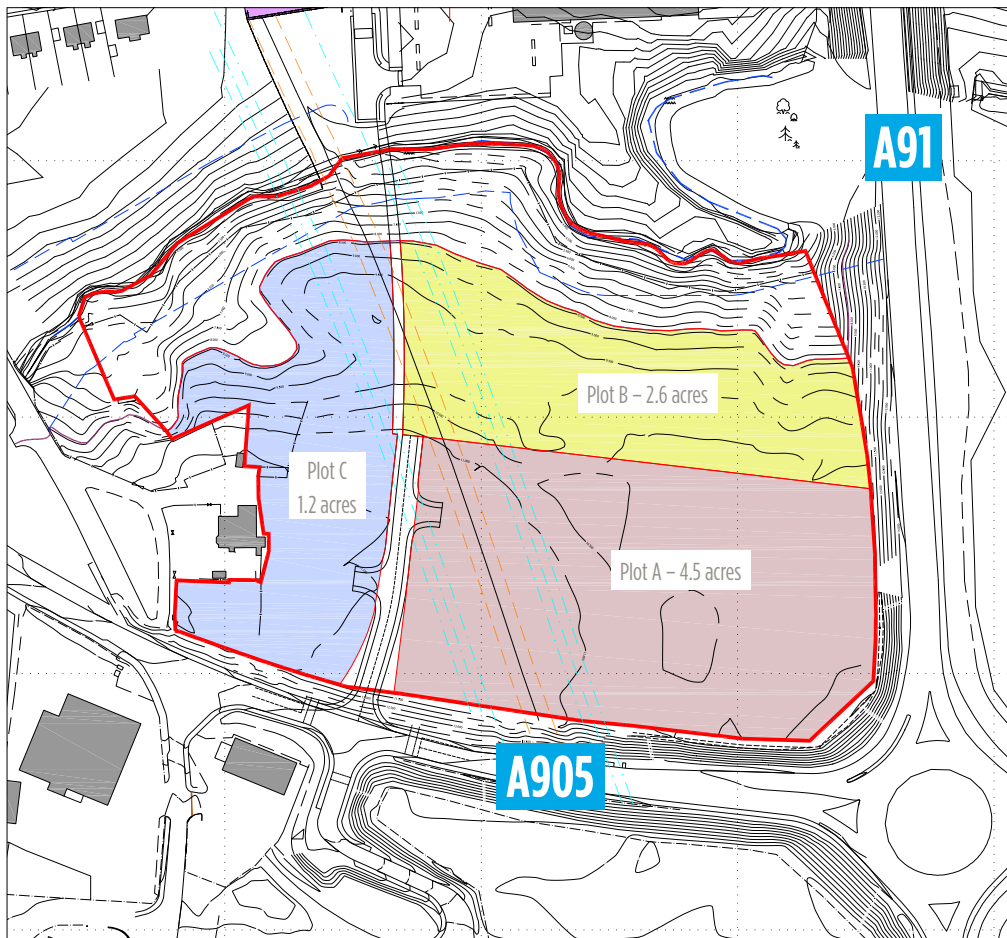 A91
Plot B – 2.6 acres
Plot C
1.2 acres
Plot A – 4.5 acres
A905